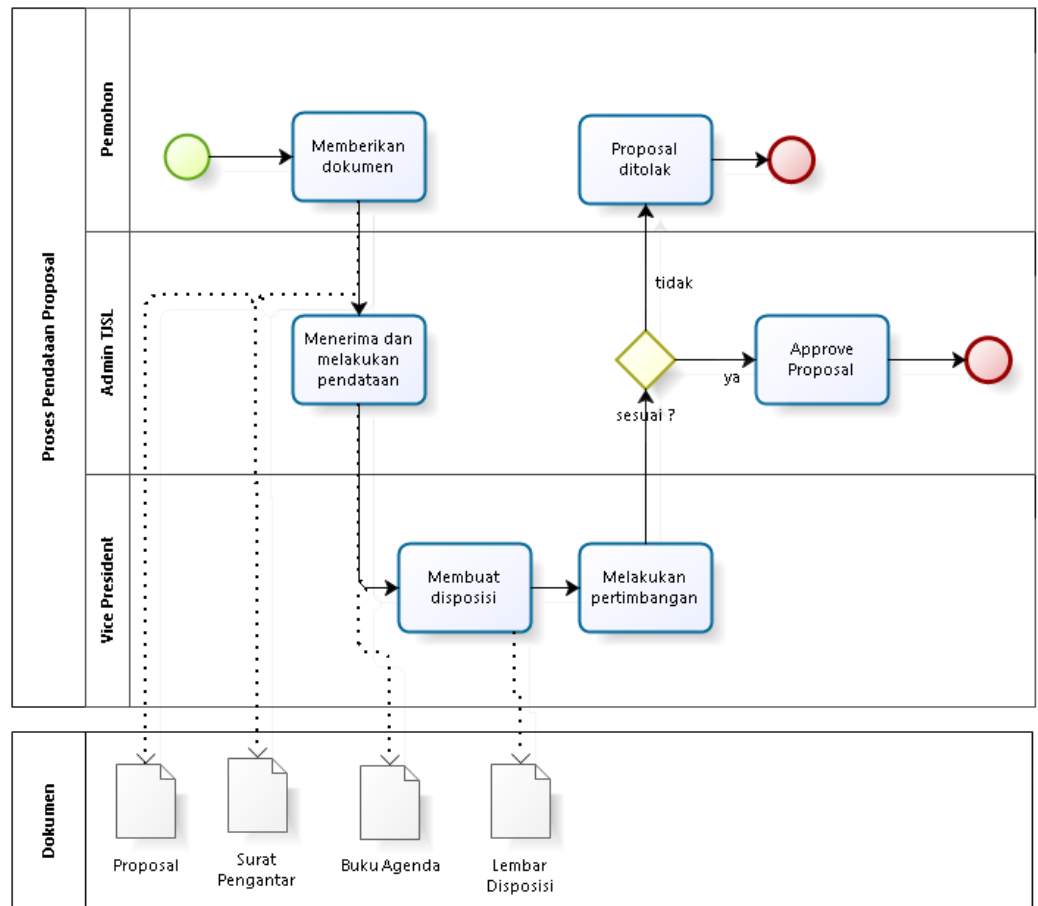 Proses Pendataan Proposal
Pemohon
Memberikan
dokumen
Proposal
ditolak
Admin TJSL
tidak
Menerima dan
melakukan
pendataan
Approve
Proposal
ya
sesuai ?
Vice President
Membuat
disposisi
Melakukan
pertimbangan
Dokumen
Proposal
Surat
Pengantar
Buku Agenda
Lembar
Disposisi